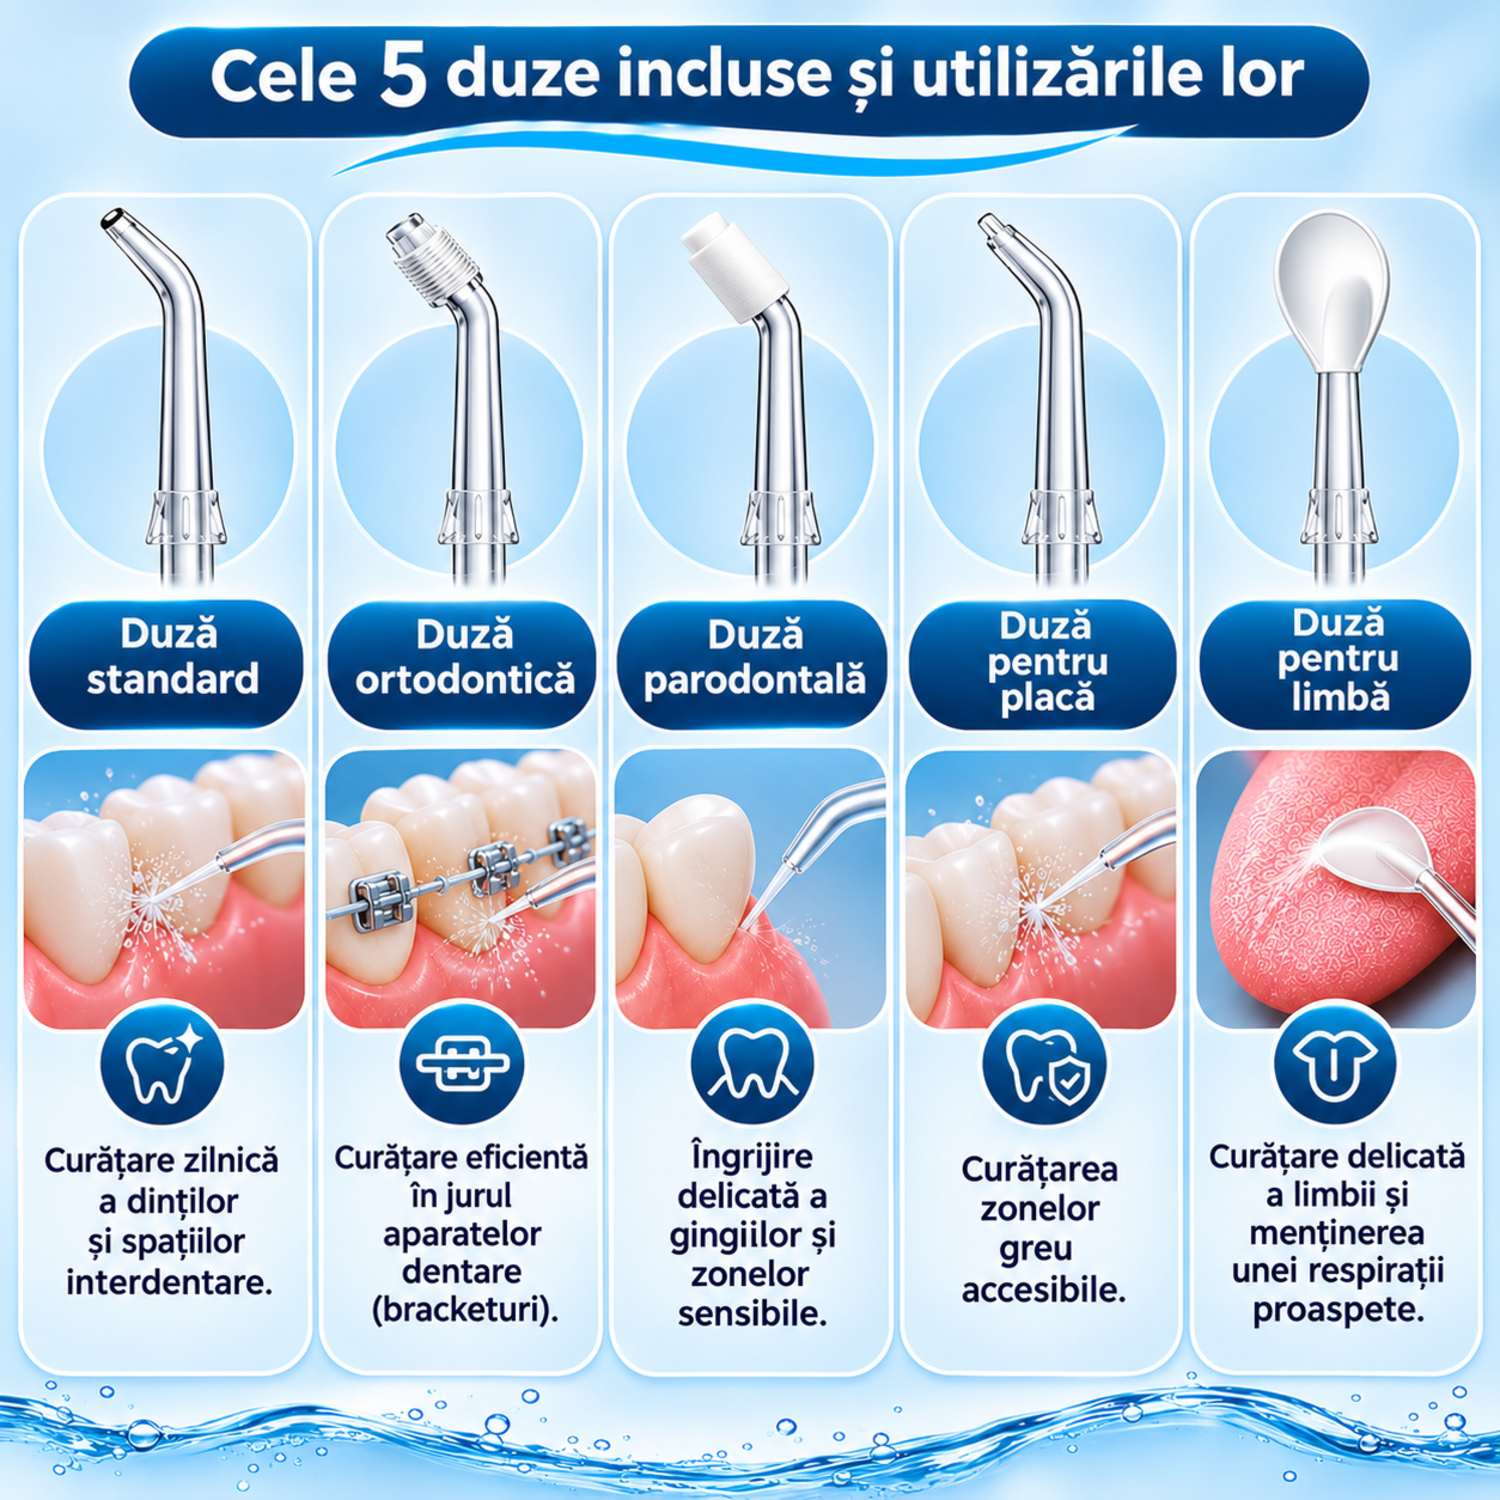 Cele 5 duze incluse și utilizările lor
Duză
standard
Duză
ortodontică
Duză
parodontală
Duză
pentru
placă
Duză
pentru
limbă
Curățare zilnică
a dinților
și spațiilor
interdentare.
Curățare eficientă
în jurul
aparatelor
dentare
(bracketuri).
Îngrijire
delicată a
gingiilor și
zonelor
sensibile.
Curățarea
zonelor
greu
accesibile.
Curățare delicată
a limbii și
menținerea
unei respirații
proaspete.